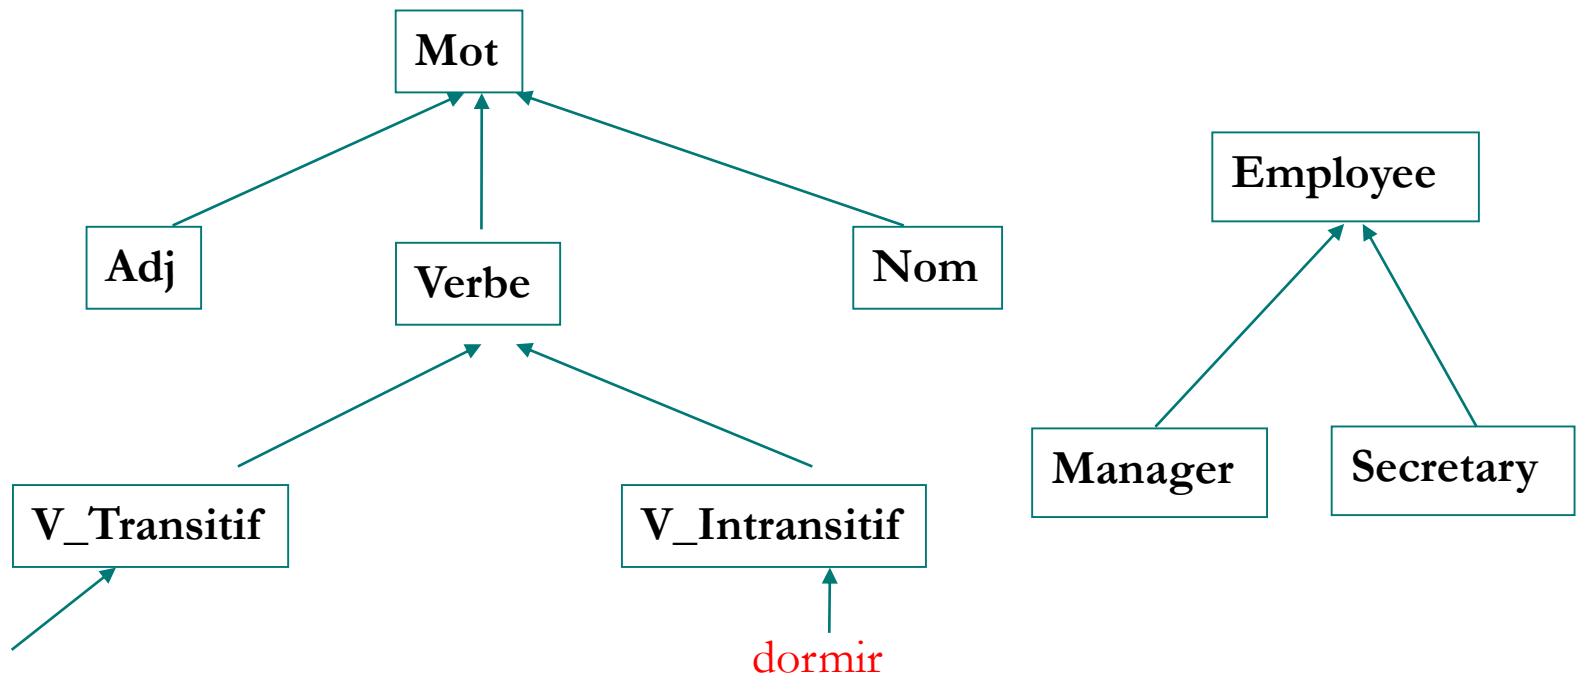 Mot
Adj
Verbe
Nom
V_Transitif
V_Intransitif
dormir
Employee
Manager
Secretary